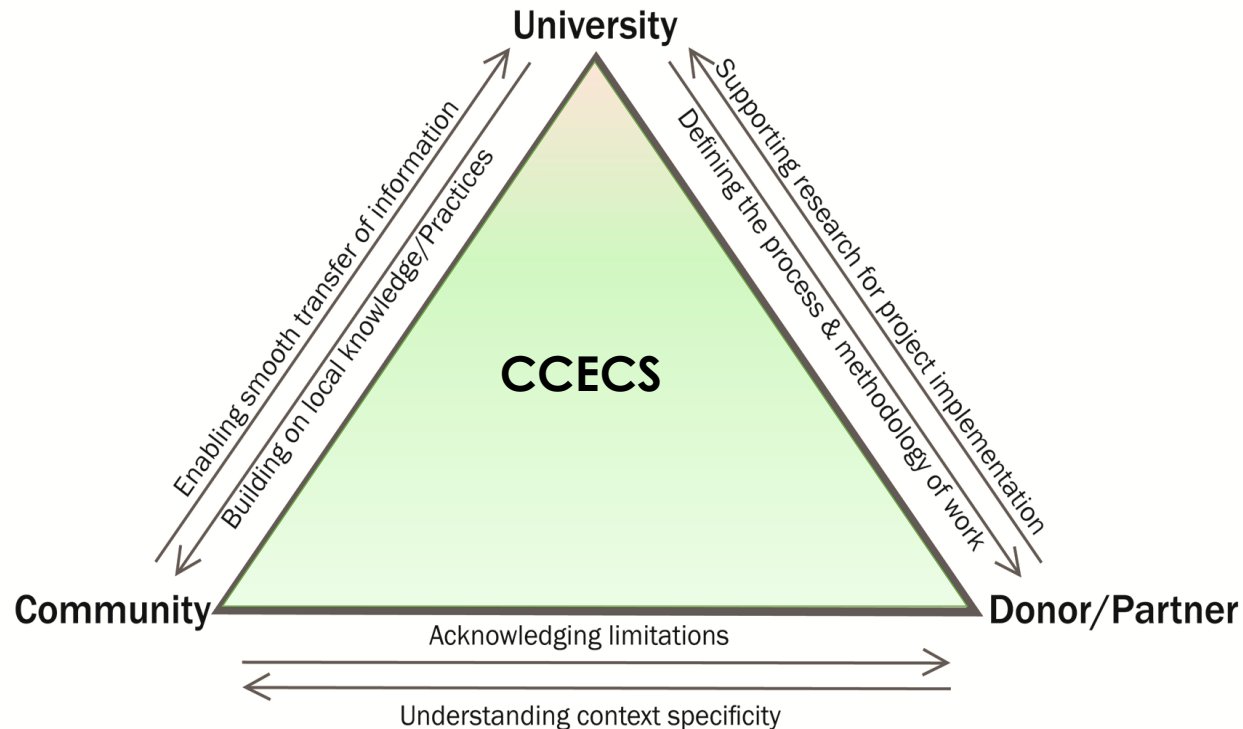 University
Enabling smooth transfer of information
Building on local knowledge/Practices
Supporting research for project implementation
Defining the process & methodology of work
CCECS
Community
Donor/Partner
Acknowledging limitations
Understanding context specificity